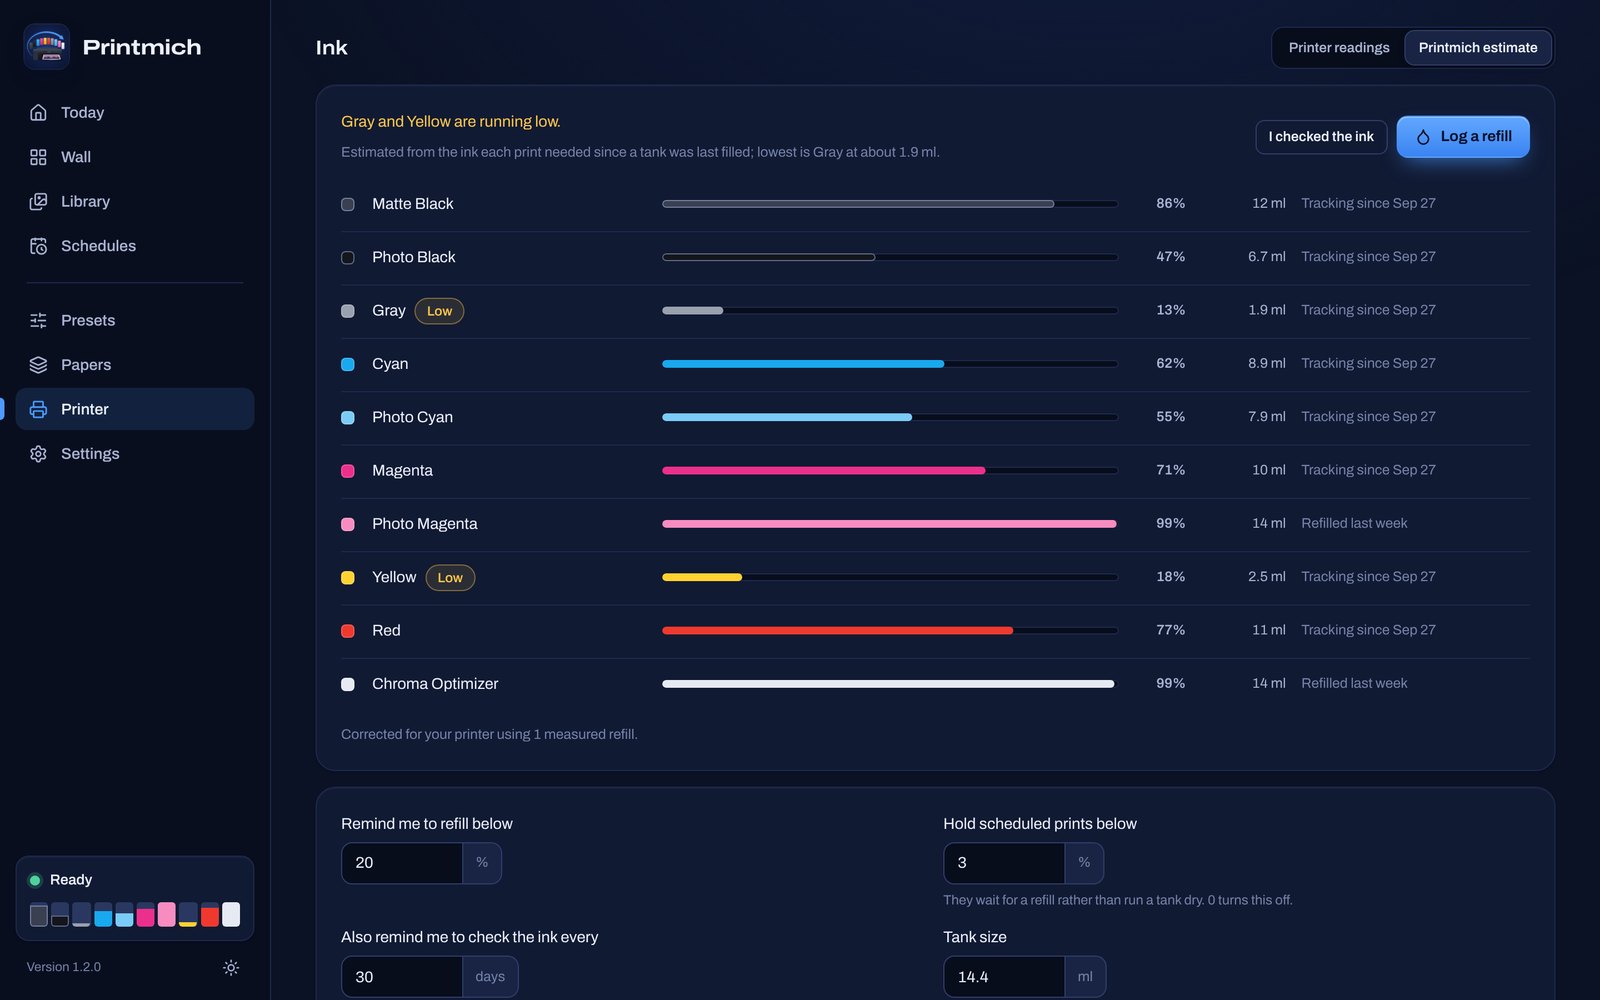 Printmich
Today
Wall
Library
Schedules
Presets
Papers
Printer
Settings
Ready
Version 1.2.0
Ink
Printer readings
Printmich estimate
Gray and Yellow are running low.
Estimated from the ink each print needed since a tank was last filled; lowest is Gray at about 1.9 ml.
I checked the ink
Log a refill
Matte Black 86% 12 ml Tracking since Sep 27
Photo Black 47% 6.7 ml Tracking since Sep 27
Gray Low 13% 1.9 ml Tracking since Sep 27
Cyan 62% 8.9 ml Tracking since Sep 27
Photo Cyan 55% 7.9 ml Tracking since Sep 27
Magenta 71% 10 ml Tracking since Sep 27
Photo Magenta 99% 14 ml Refilled last week
Yellow Low 18% 2.5 ml Tracking since Sep 27
Red 77% 11 ml Tracking since Sep 27
Chroma Optimizer 99% 14 ml Refilled last week
Corrected for your printer using 1 measured refill.
Remind me to refill below
20 %
Hold scheduled prints below
3 %
They wait for a refill rather than run a tank dry. 0 turns this off.
Also remind me to check the ink every
30 days
Tank size
14.4 ml